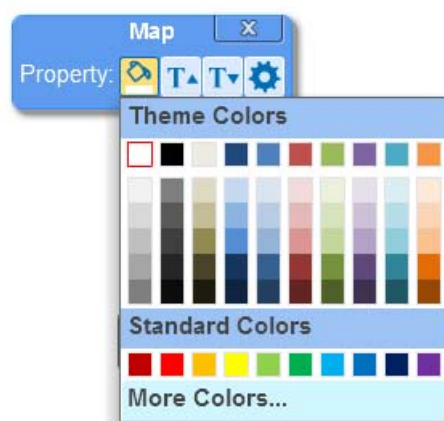 Map X
Property: T▴ T▾
Theme Colors
Standard Colors
More Colors...